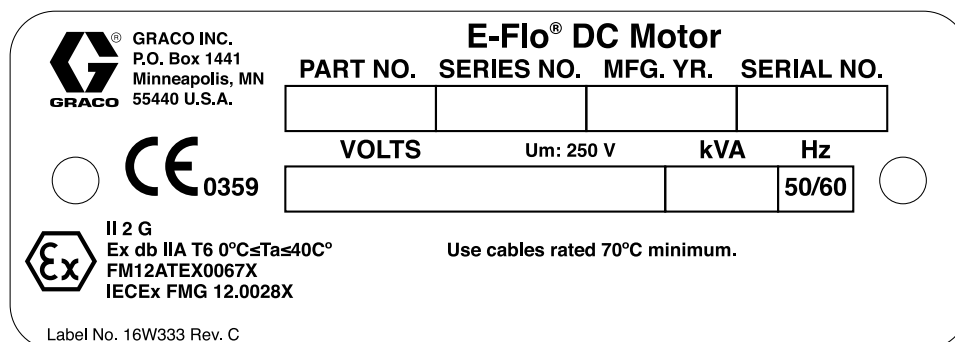 GRACO
®
GRACO INC.
P.O. Box 1441
Minneapolis, MN
55440 U.S.A.
E-Flo® DC Motor
PART NO. SERIES NO. MFG. YR. SERIAL NO.
VOLTS Um: 250 V kVA Hz
50/60
CE 0359
Ex
II 2 G
Ex db IIA T6 0°C≤Ta≤40C°
FM12ATEX0067X
IECEx FMG 12.0028X
Use cables rated 70°C minimum.
Label No. 16W333 Rev. C